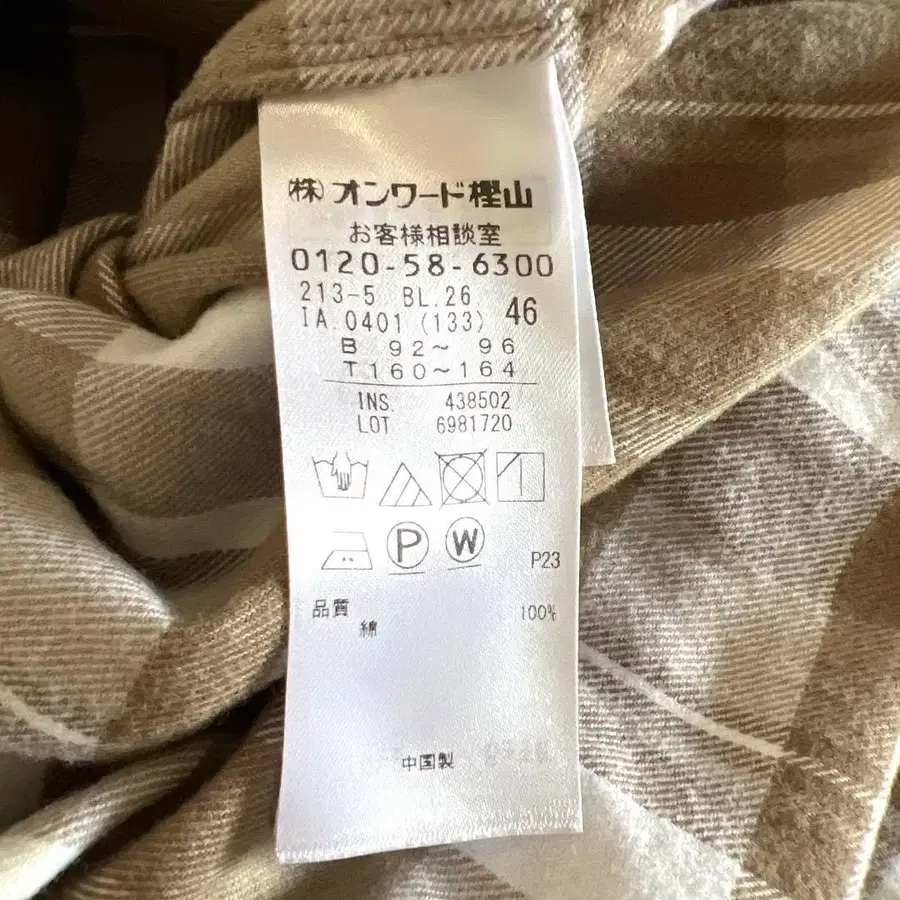 (株)オンワード樫山
お客様相談室
0120-58-6300
213-5 BL.26
IA.0401 (133) 46
B 92～ 96
T160～164
INS. 438502
LOT 6981720
P W
P23
品質
綿 100%
中国製